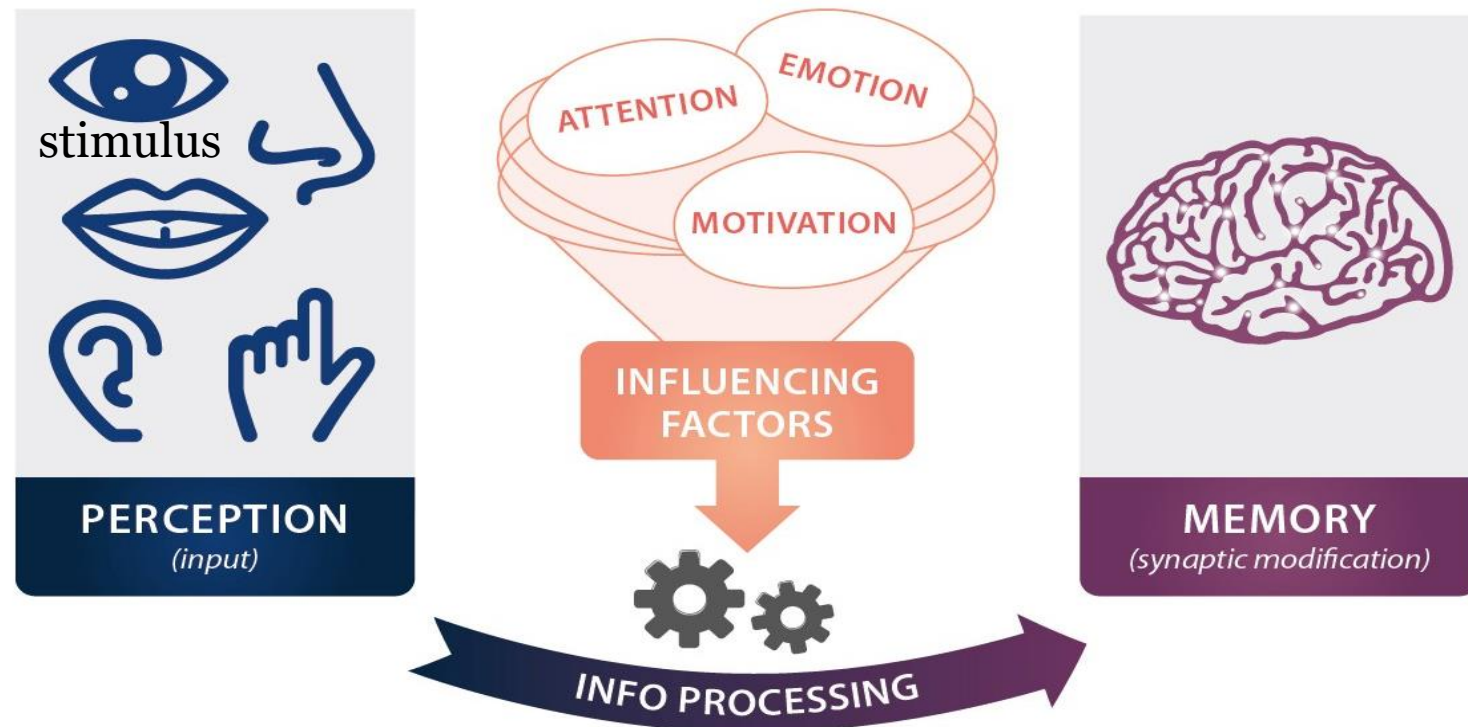 stimulus
PERCEPTION
(input)
ATTENTION
EMOTION
MOTIVATION
INFLUENCING
FACTORS
INFO PROCESSING
MEMORY
(synaptic modification)